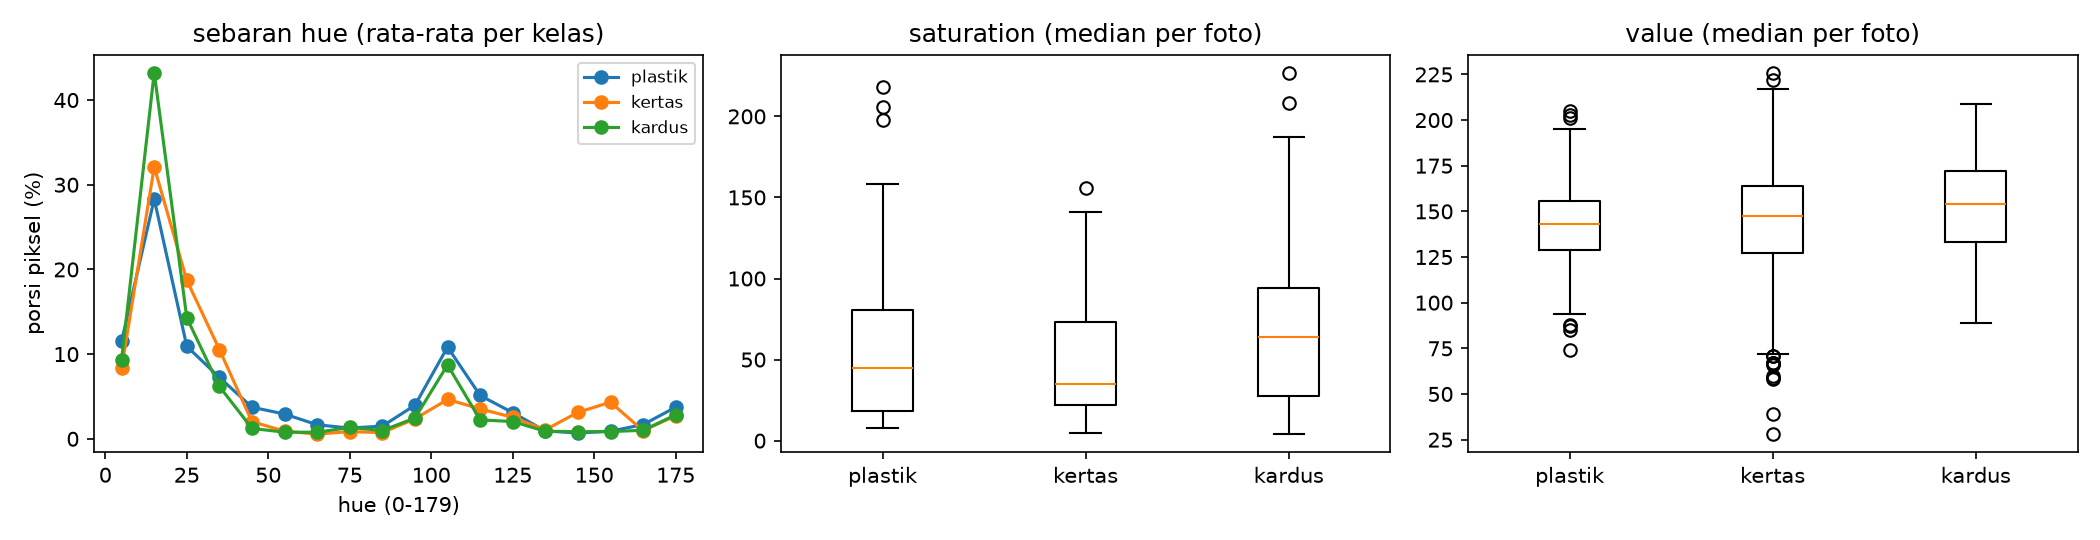 sebaran hue (rata-rata per kelas)
porsi piksel (%)
40
30
20
10
0
plastik
kertas
kardus
0 25 50 75 100 125 150 175
hue (0-179)
saturation (median per foto)
200
150
100
50
0
plastik kertas kardus
value (median per foto)
225
200
175
150
125
100
75
50
25
plastik kertas kardus